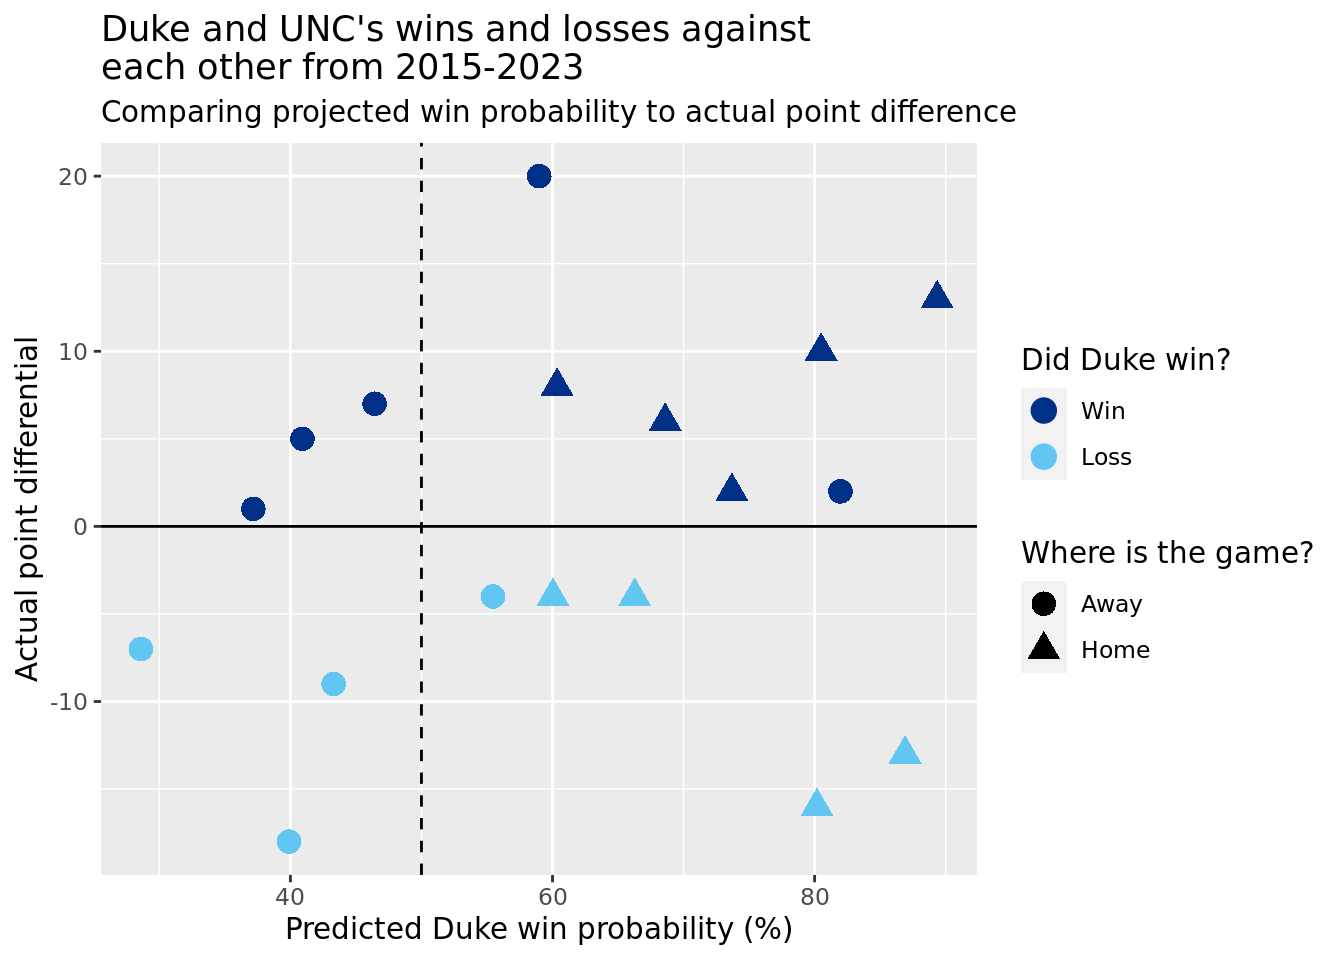 Duke and UNC's wins and losses against
each other from 2015-2023
Comparing projected win probability to actual point difference
Actual point differential
20
10
0
-10
40
60
80
Predicted Duke win probability (%)
Did Duke win?
Win
Loss
Where is the game?
Away
Home